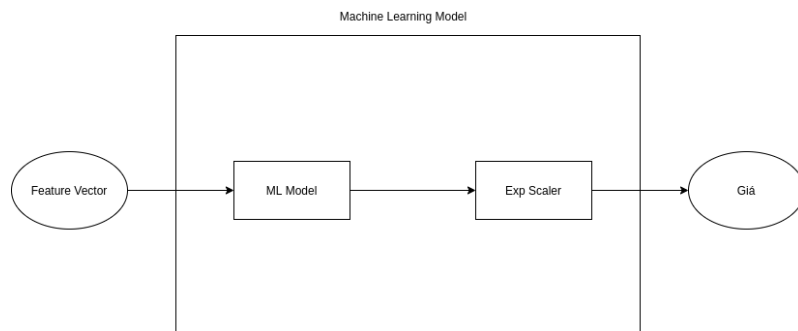 Machine Learning Model
Feature Vector
ML Model
Exp Scaler
Giá